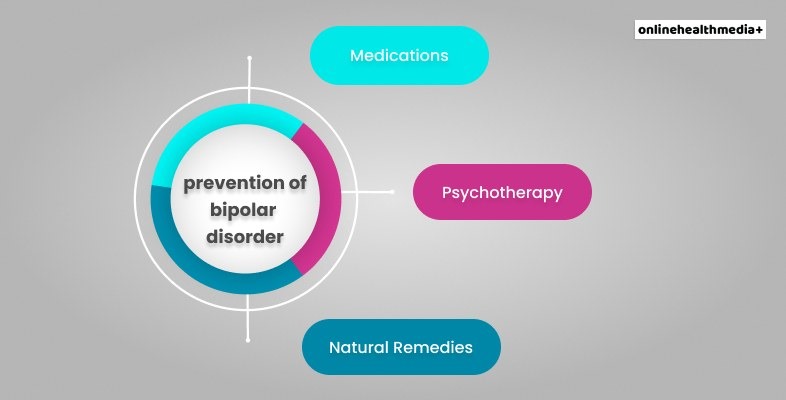 onlinehealthmedia+
Medications
prevention of
bipolar
disorder
Psychotherapy
Natural Remedies